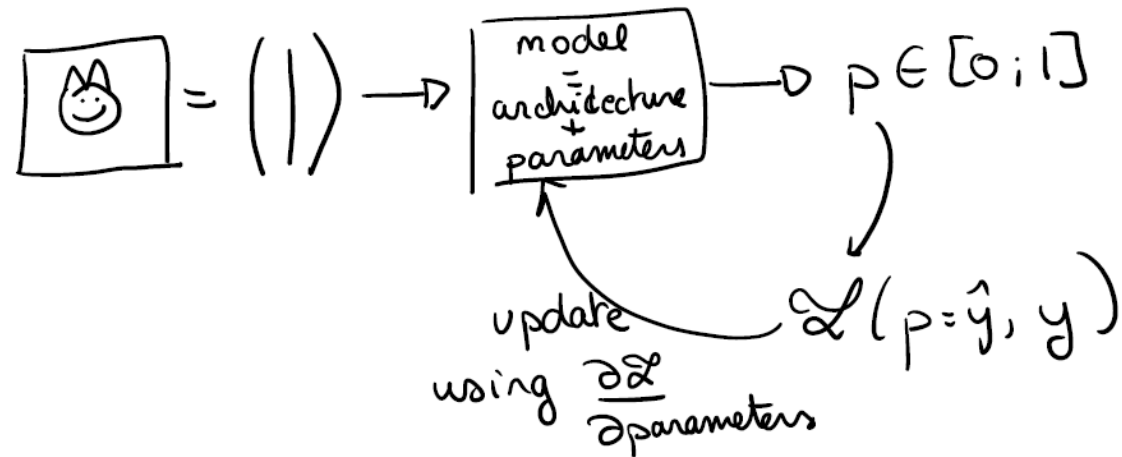 = (|)
model
=
architecture
+
parameters
p ∈ [0;1]
ℒ(p=ŷ, y)
update
using ∂ℒ/∂parameters